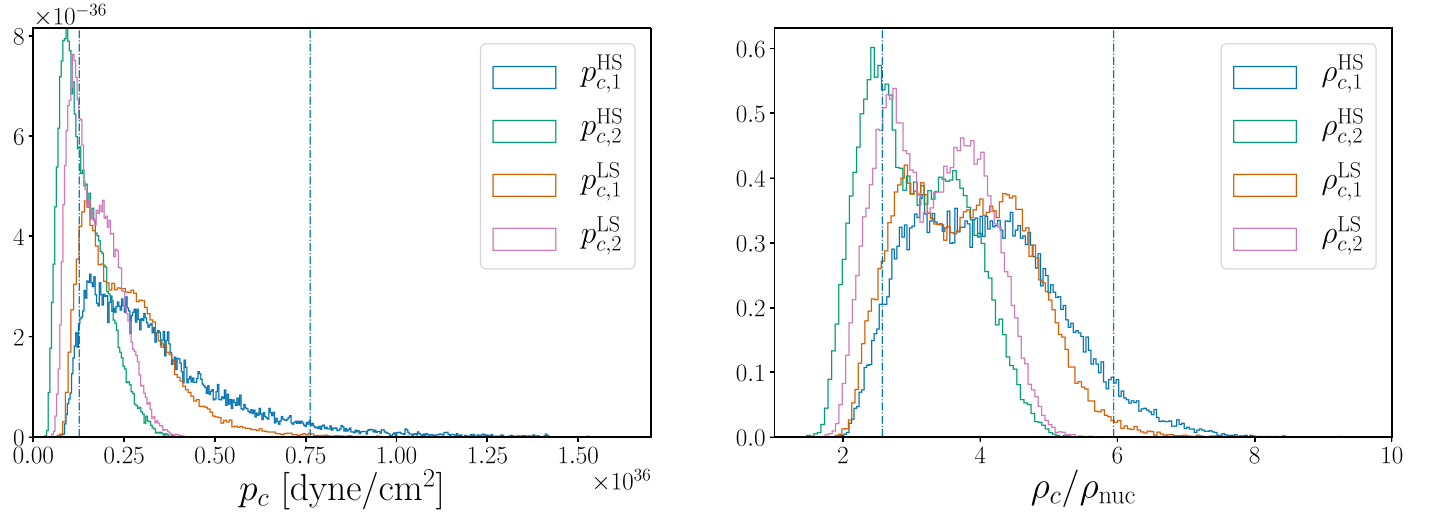 ×10⁻³⁶
8
6
4
2
0
0.00 0.25 0.50 0.75 1.00 1.25 1.50
×10³⁶
p_c [dyne/cm²]
p_{c,1}^{HS}
p_{c,2}^{HS}
p_{c,1}^{LS}
p_{c,2}^{LS}
0.6
0.5
0.4
0.3
0.2
0.1
0.0
2 4 6 8 10
ρ_c/ρ_{nuc}
ρ_{c,1}^{HS}
ρ_{c,2}^{HS}
ρ_{c,1}^{LS}
ρ_{c,2}^{LS}